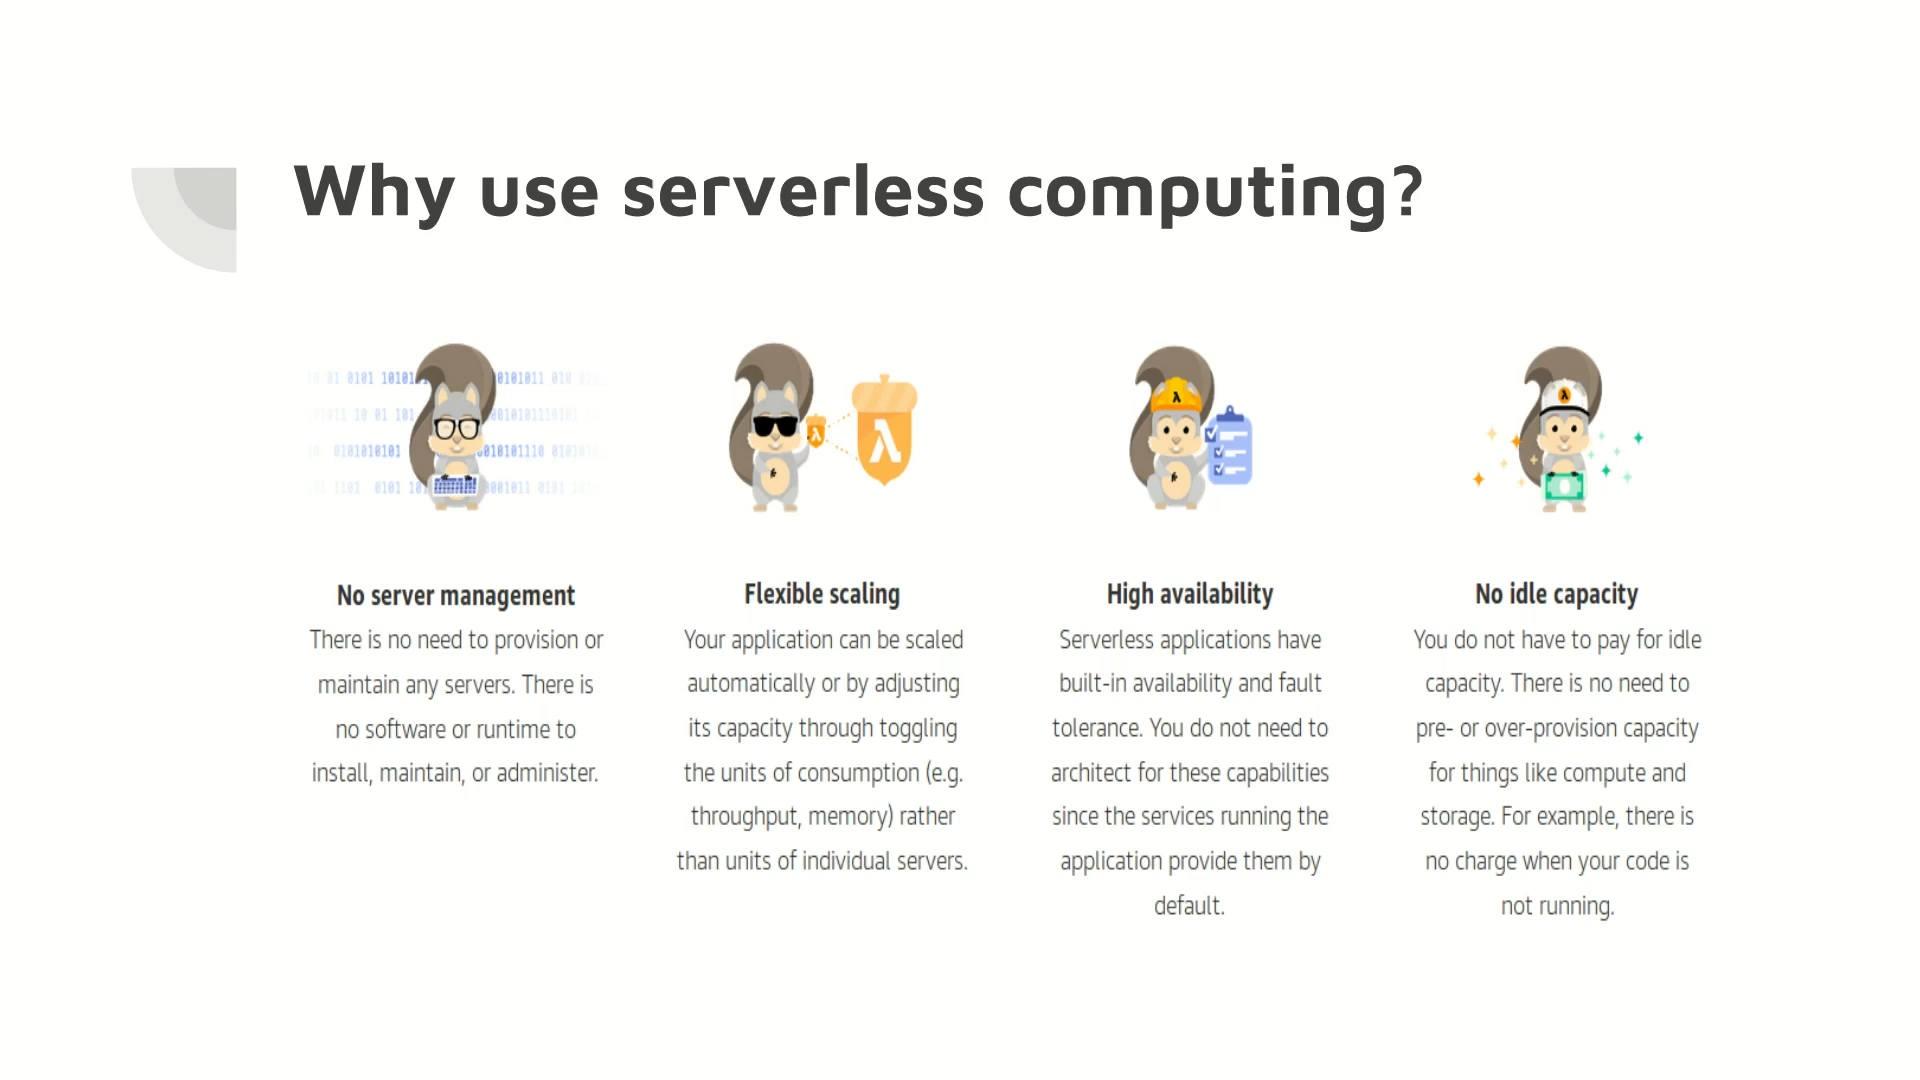 Why use serverless computing?
No server management
There is no need to provision or
maintain any servers. There is
no software or runtime to
install, maintain, or administer.
Flexible scaling
Your application can be scaled
automatically or by adjusting
its capacity through toggling
the units of consumption (e.g.
throughput, memory) rather
than units of individual servers.
High availability
Serverless applications have
built-in availability and fault
tolerance. You do not need to
architect for these capabilities
since the services running the
application provide them by
default.
No idle capacity
You do not have to pay for idle
capacity. There is no need to
pre- or over-provision capacity
for things like compute and
storage. For example, there is
no charge when your code is
not running.